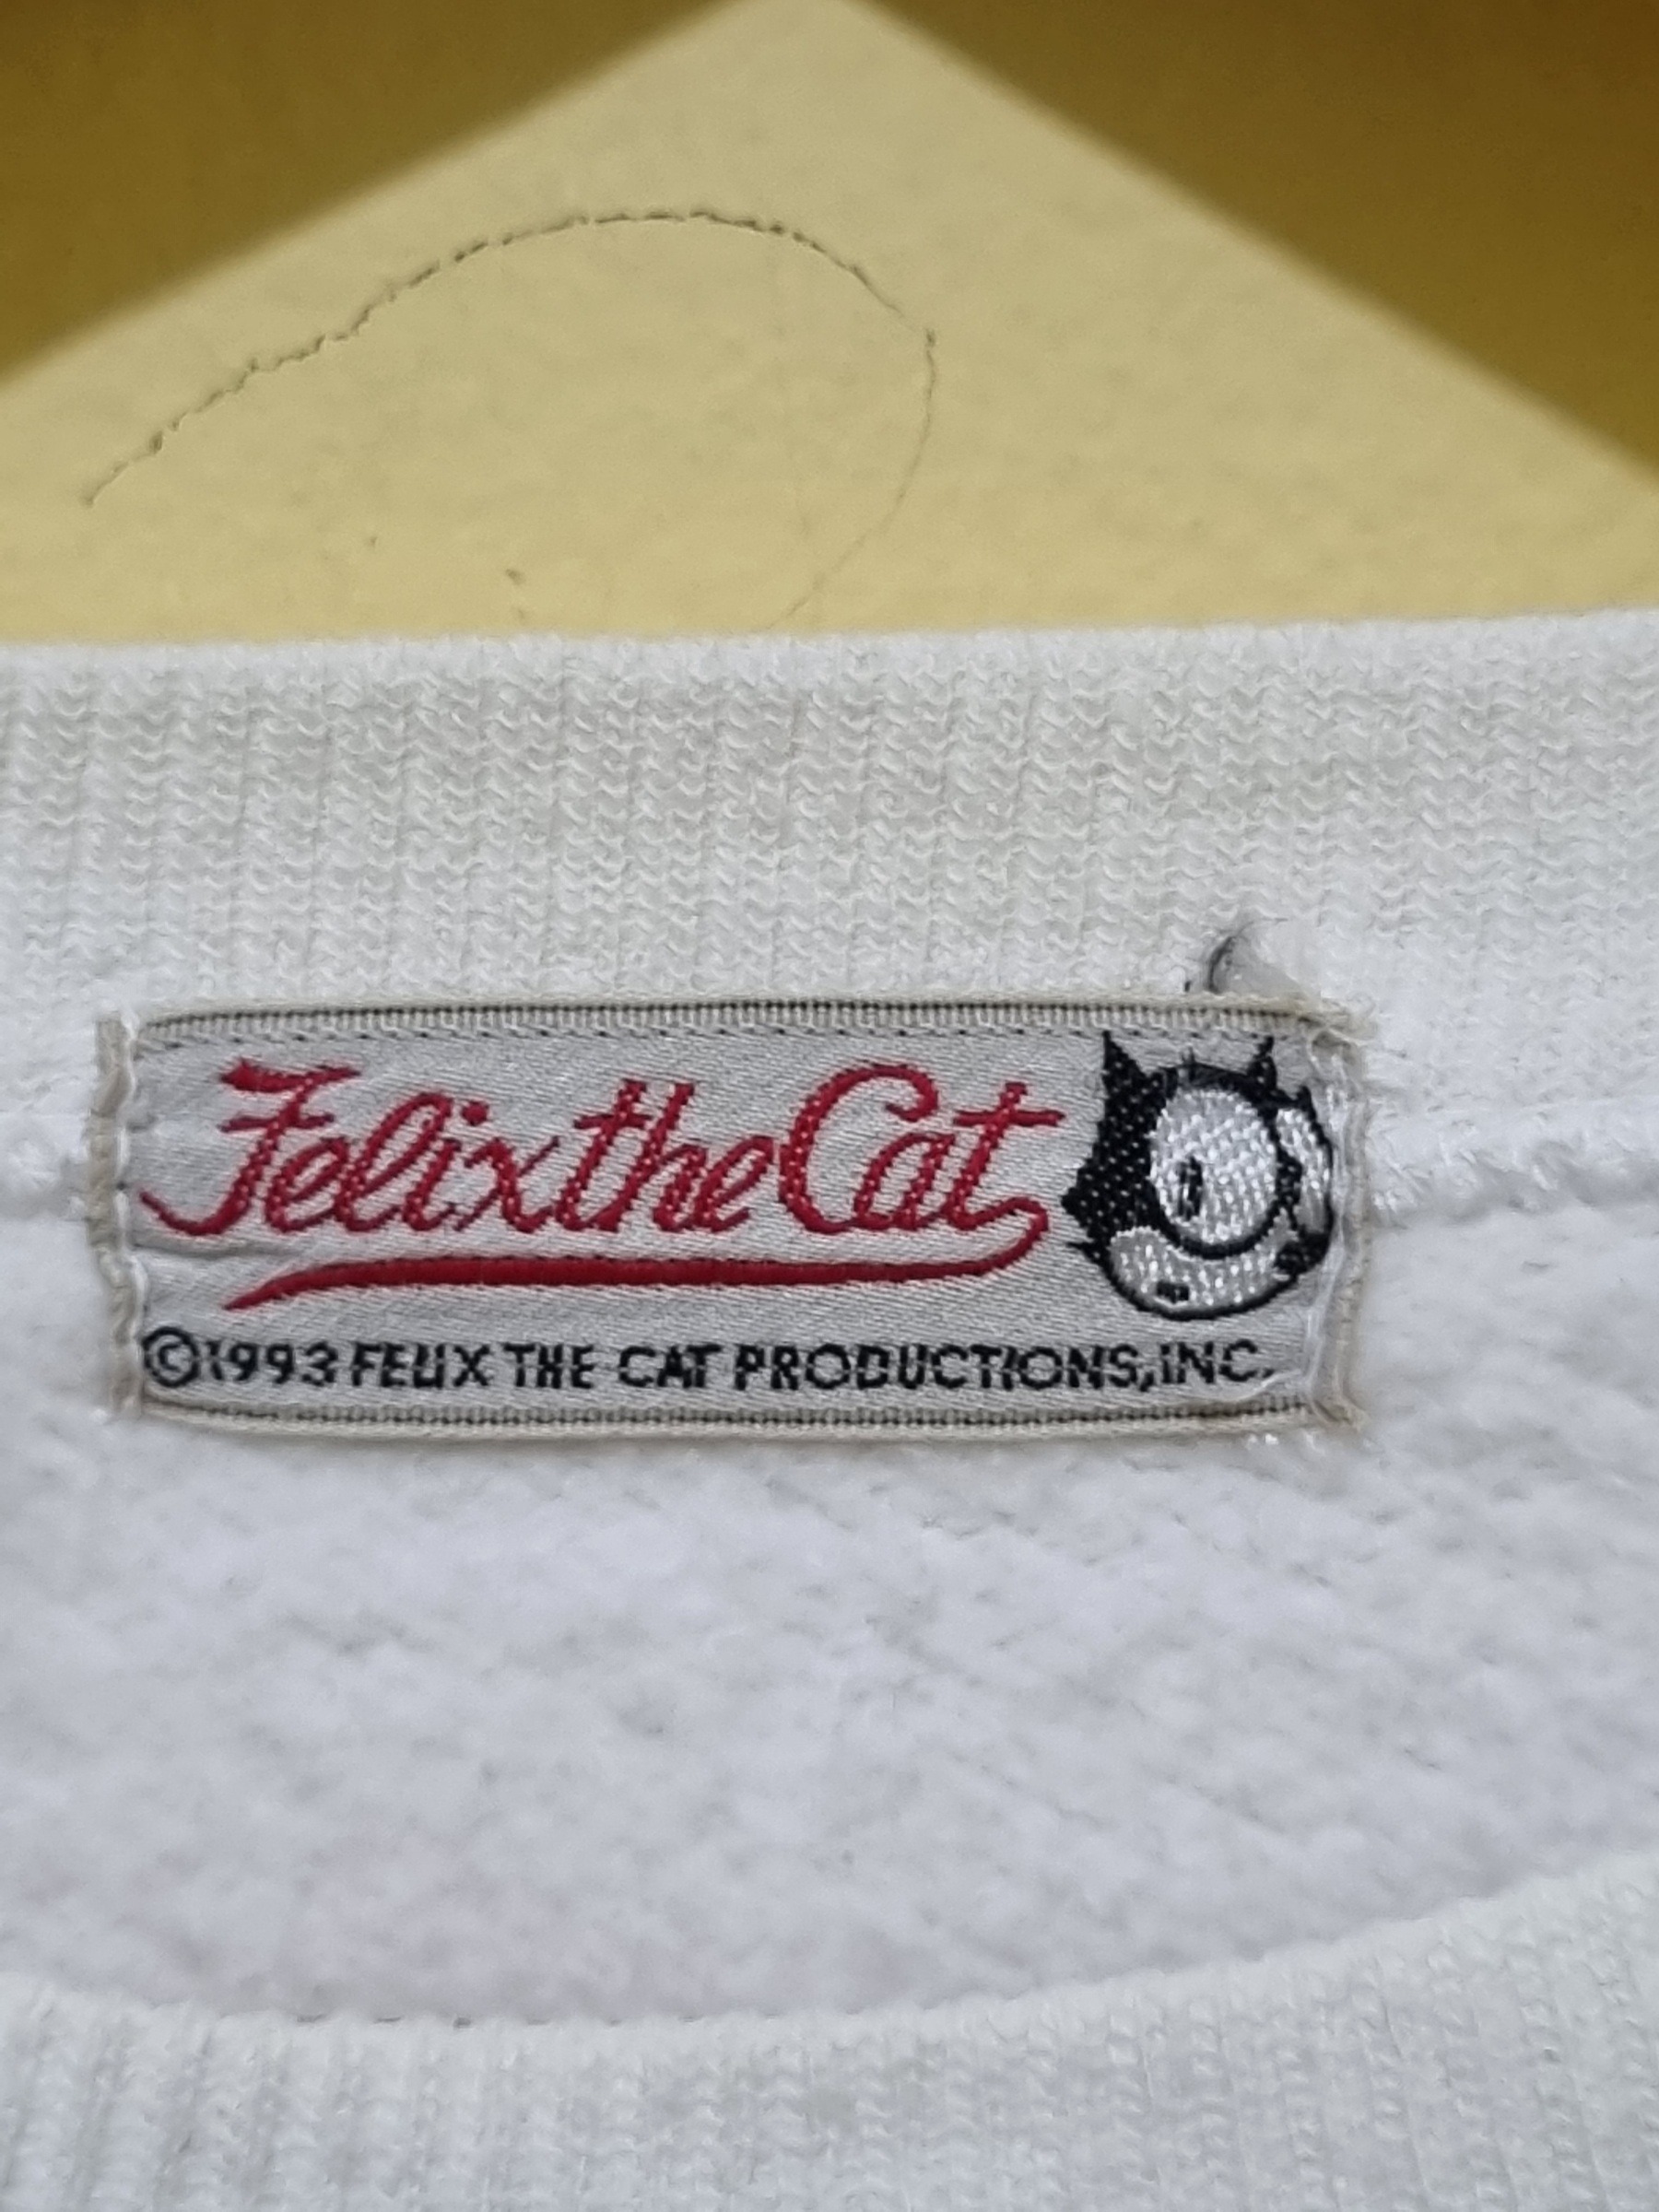 Felix the Cat
©1993 FELIX THE CAT PRODUCTIONS, INC.